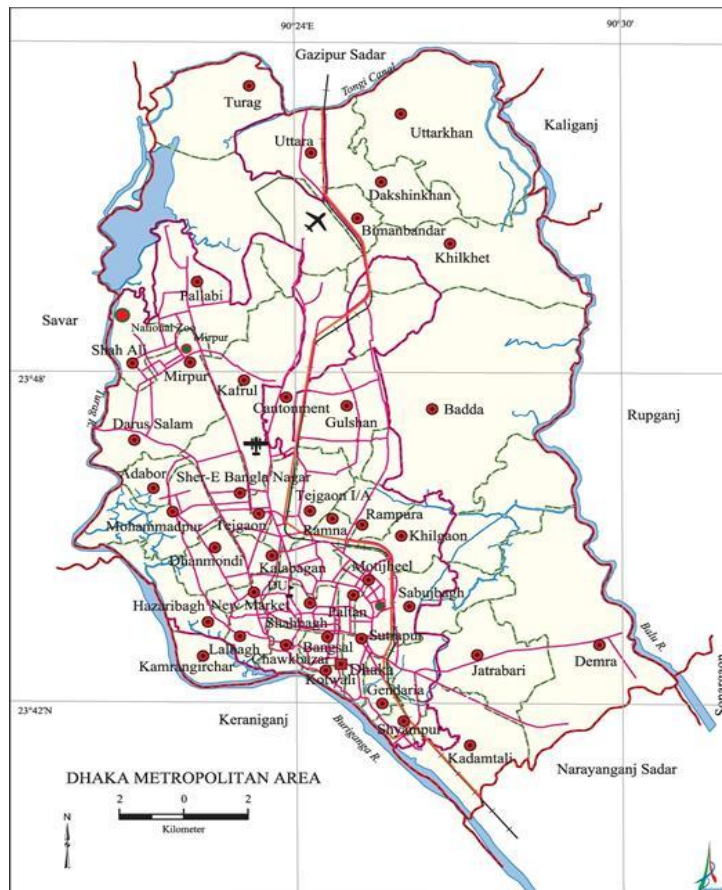 90°24'E
90°30'
Gazipur Sadar
Tongi Canal
Turag
Uttarkhan
Kaliganj
Uttara
Dakshinkhan
Bimanbandar
Khilkhet
Pallabi
Savar
National Zoo
Mirpur
Shah Ali
23°48'
Mirpur
Kafrul
Cantonment
Gulshan
Badda
Rupganj
Turag R.
Darus Salam
Adabor
Sher-E Bangla Nagar
Tejgaon I/A
Mohammadpur
Tejgaon
Ramna
Rampura
Khilgaon
Dhanmondi
Kalabagan
Motijheel
DU
Hazaribagh
New Market
Paltan
Sabujbagh
Shahbagh
Lalbagh
Bangsal
Sutrapur
Balu R.
Kamrangirchar
Chawkbazar
Dhaka
Jatrabari
Demra
Kotwali
Sonargaon
Gendaria
23°42'N
Keraniganj
Buriganga R.
Shyampur
Kadamtali
Narayanganj Sadar
DHAKA METROPOLITAN AREA
2 0 2
Kilometer
N